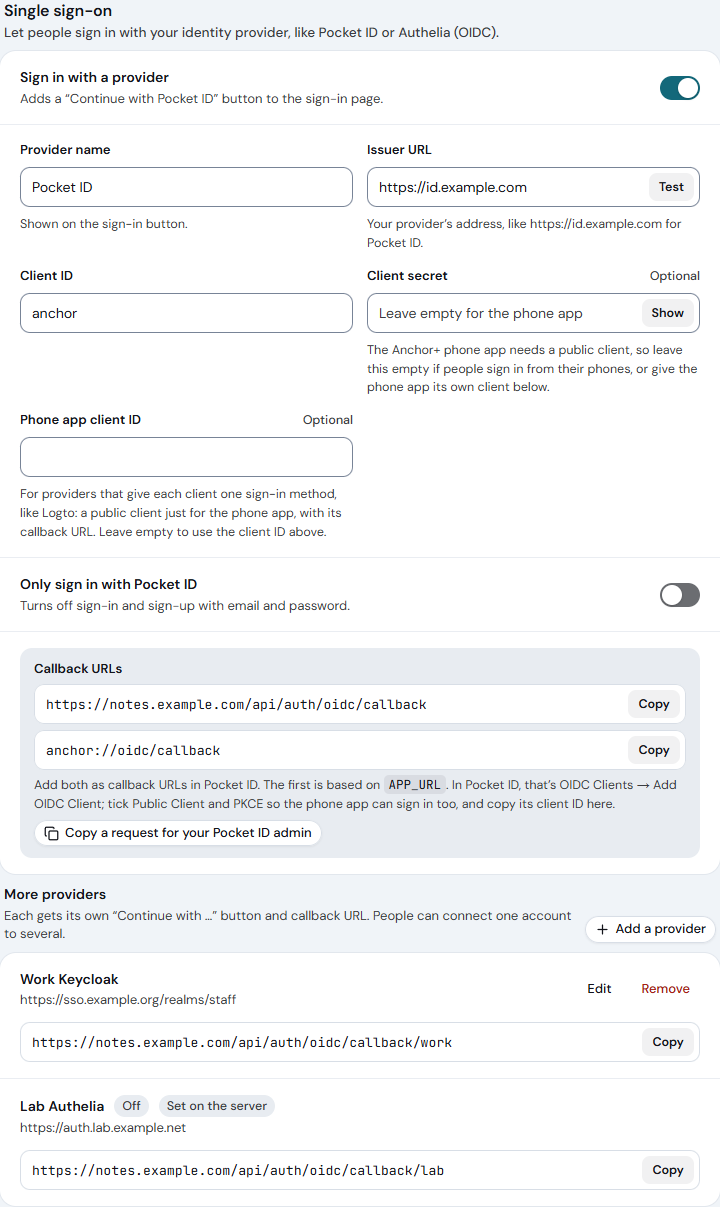 Single sign-on
Let people sign in with your identity provider, like Pocket ID or Authelia (OIDC).
Sign in with a provider
Adds a “Continue with Pocket ID” button to the sign-in page.
Provider name
Pocket ID
Shown on the sign-in button.
Issuer URL
https://id.example.com
Test
Your provider’s address, like https://id.example.com for
Pocket ID.
Client ID
anchor
Client secret
Optional
Leave empty for the phone app
Show
The Anchor+ phone app needs a public client, so leave
this empty if people sign in from their phones, or give the
phone app its own client below.
Phone app client ID
Optional
For providers that give each client one sign-in method,
like Logto: a public client just for the phone app, with its
callback URL. Leave empty to use the client ID above.
Only sign in with Pocket ID
Turns off sign-in and sign-up with email and password.
Callback URLs
https://notes.example.com/api/auth/oidc/callback
Copy
anchor://oidc/callback
Copy
Add both as callback URLs in Pocket ID. The first is based on APP_URL. In Pocket ID, that’s OIDC Clients → Add
OIDC Client; tick Public Client and PKCE so the phone app can sign in too, and copy its client ID here.
Copy a request for your Pocket ID admin
More providers
Each gets its own “Continue with …” button and callback URL. People can connect one account
to several.
+ Add a provider
Work Keycloak
https://sso.example.org/realms/staff
Edit
Remove
https://notes.example.com/api/auth/oidc/callback/work
Copy
Lab Authelia
Off
Set on the server
https://auth.lab.example.net
https://notes.example.com/api/auth/oidc/callback/lab
Copy